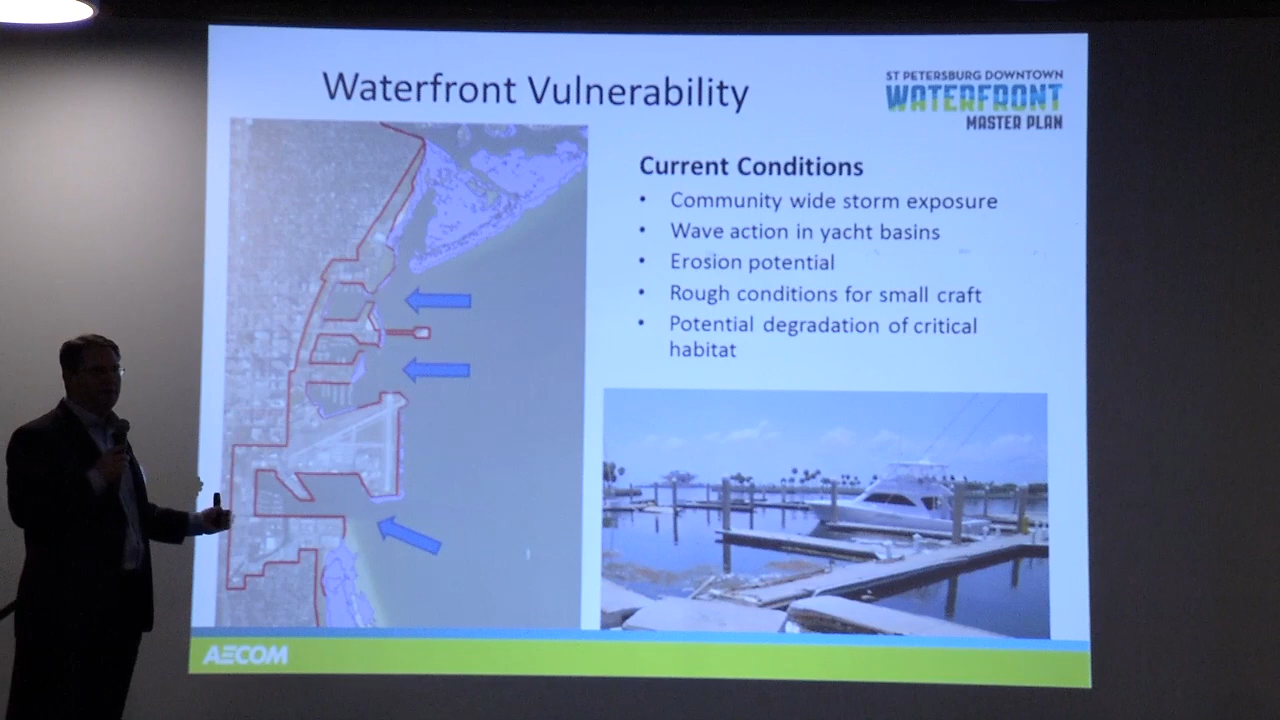 Waterfront Vulnerability
ST PETERSBURG DOWNTOWN
WATERFRONT
MASTER PLAN
Current Conditions
• Community wide storm exposure
• Wave action in yacht basins
• Erosion potential
• Rough conditions for small craft
• Potential degradation of critical
habitat
AECOM